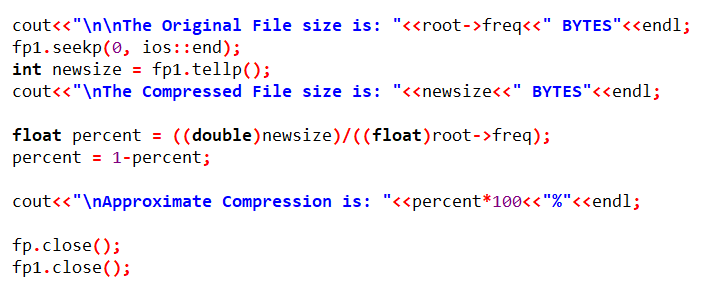 cout<<"\n\nThe Original File size is: "<<root->freq<<" BYTES"<<endl;
fp1.seekp(0, ios::end);
int newsize = fp1.tellp();
cout<<"\nThe Compressed File size is: "<<newsize<<" BYTES"<<endl;
float percent = ((double)newsize)/((float)root->freq);
percent = 1-percent;
cout<<"\nApproximate Compression is: "<<percent*100<<"%"<<endl;
fp.close();
fp1.close();